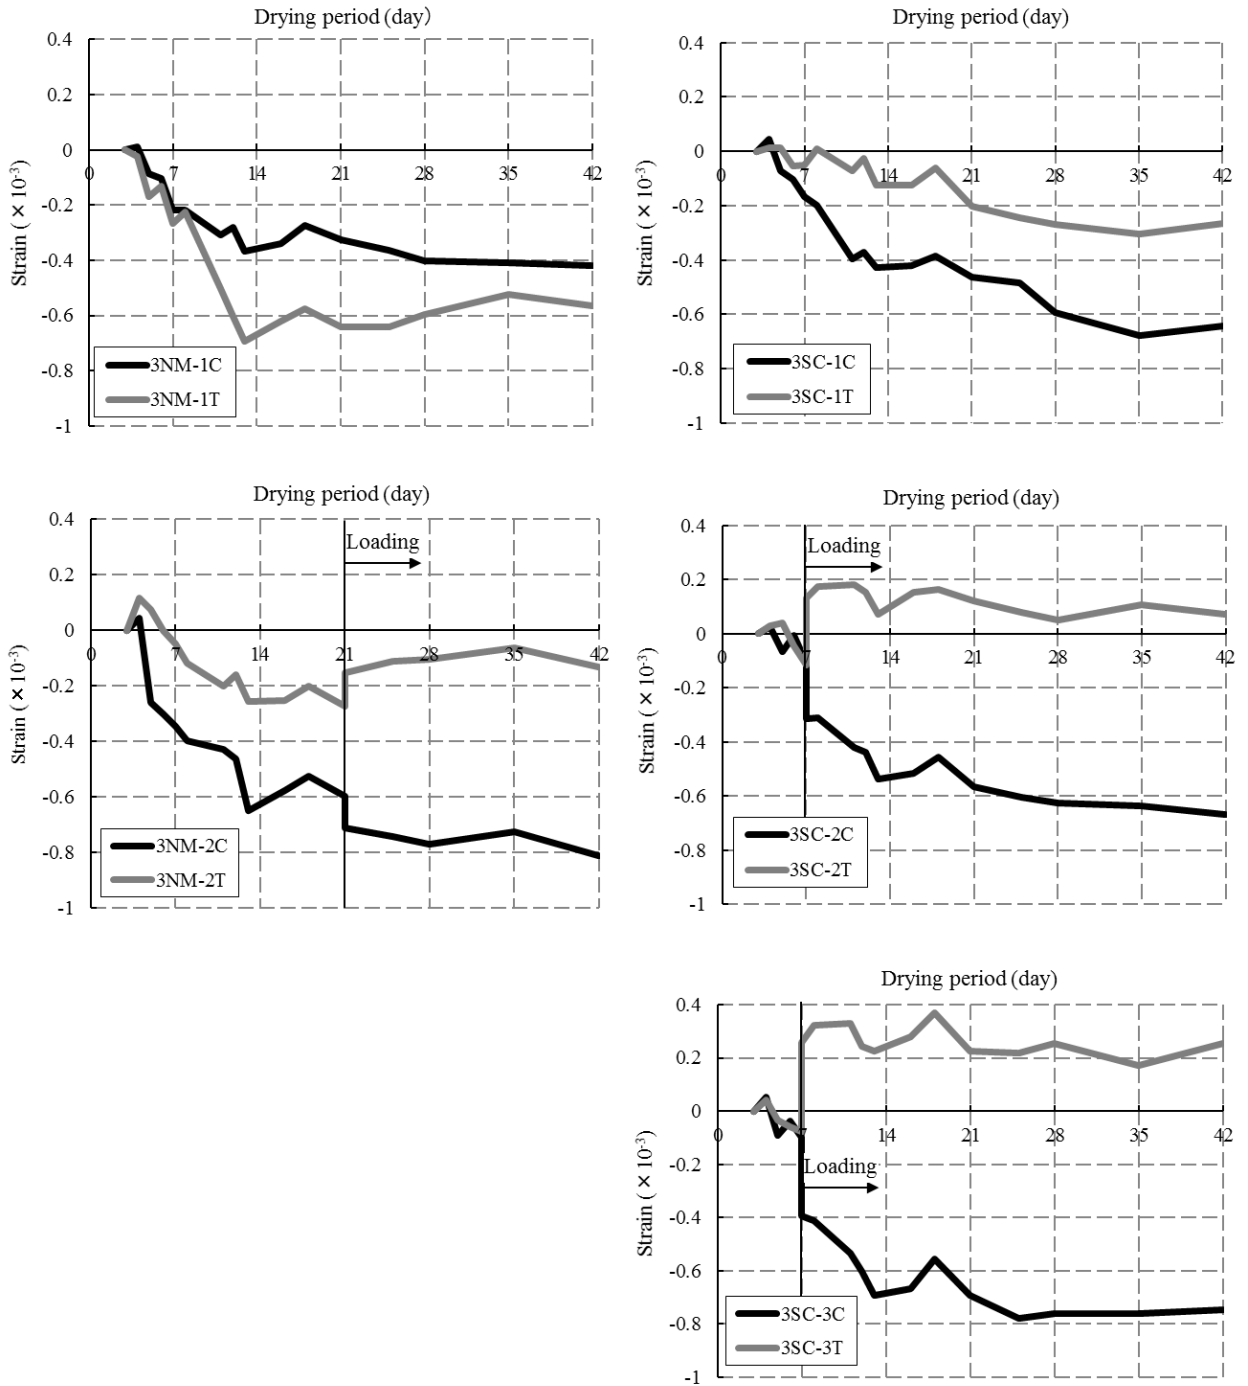 Drying period (day)
0.4
0.2
0
-0.2
-0.4
-0.6
-0.8
-1
0 7 14 21 28 35 42
Strain ( × 10⁻³)
3NM-1C
3NM-1T
Drying period (day)
0.4
0.2
0
-0.2
-0.4
-0.6
-0.8
-1
0 7 14 21 28 35 42
Strain ( × 10⁻³)
3SC-1C
3SC-1T
Drying period (day)
0.4
0.2
0
-0.2
-0.4
-0.6
-0.8
-1
0 7 14 21 28 35 42
Strain ( × 10⁻³)
Loading
3NM-2C
3NM-2T
Drying period (day)
0.4
0.2
0
-0.2
-0.4
-0.6
-0.8
-1
0 7 14 21 28 35 42
Strain ( × 10⁻³)
Loading
3SC-2C
3SC-2T
Drying period (day)
0.4
0.2
0
-0.2
-0.4
-0.6
-0.8
-1
0 7 14 21 28 35 42
Strain ( × 10⁻³)
Loading
3SC-3C
3SC-3T